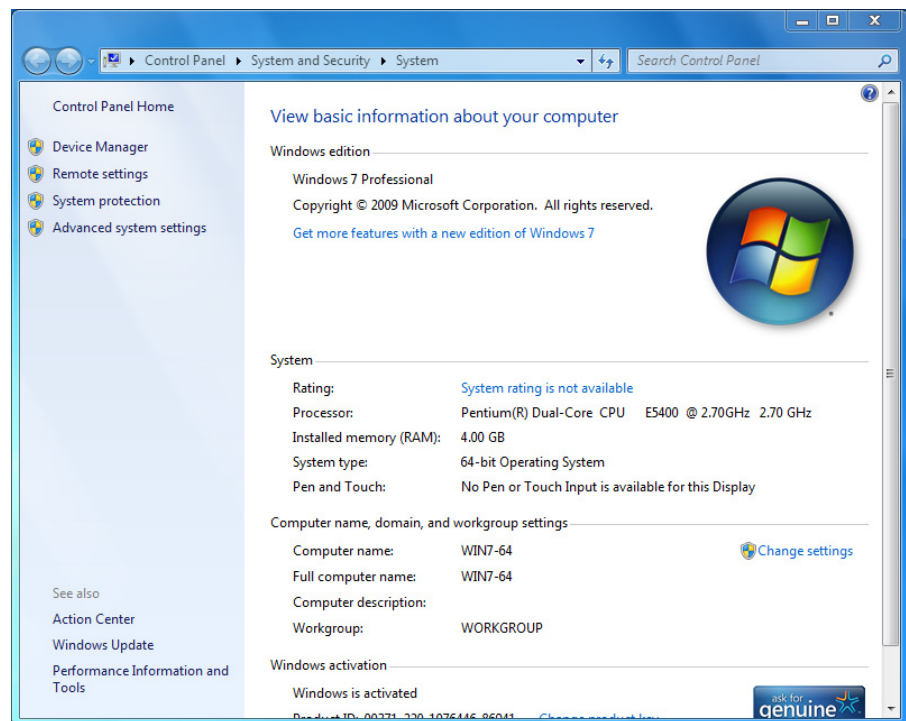 Control Panel ▸ System and Security ▸ System
Search Control Panel
Control Panel Home
Device Manager
Remote settings
System protection
Advanced system settings
See also
Action Center
Windows Update
Performance Information and
Tools
View basic information about your computer
Windows edition
Windows 7 Professional
Copyright © 2009 Microsoft Corporation. All rights reserved.
Get more features with a new edition of Windows 7
System
Rating: System rating is not available
Processor: Pentium(R) Dual-Core CPU E5400 @ 2.70GHz 2.70 GHz
Installed memory (RAM): 4.00 GB
System type: 64-bit Operating System
Pen and Touch: No Pen or Touch Input is available for this Display
Computer name, domain, and workgroup settings
Computer name: WIN7-64 Change settings
Full computer name: WIN7-64
Computer description:
Workgroup: WORKGROUP
Windows activation
Windows is activated
ask for
genuine
Product ID: Change product key